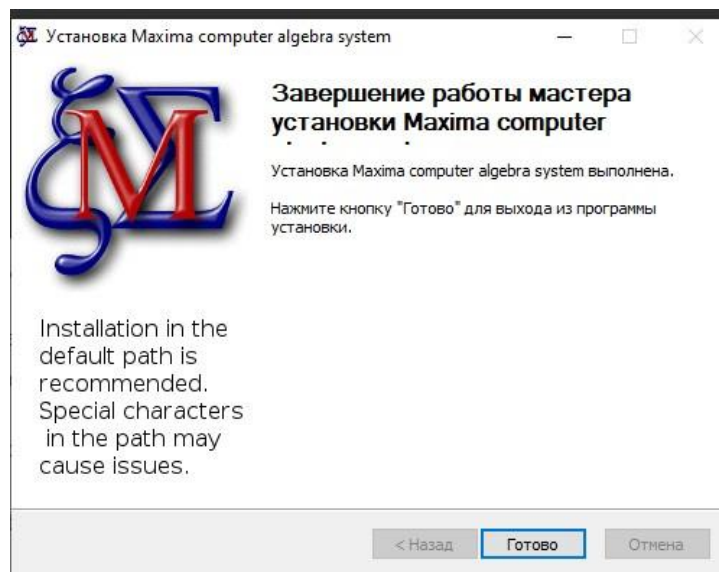 Установка Maxima computer algebra system
Завершение работы мастера
установки Maxima computer
Установка Maxima computer algebra system выполнена.
Нажмите кнопку "Готово" для выхода из программы
установки.
Installation in the
default path is
recommended.
Special characters
in the path may
cause issues.
< Назад
Готово
Отмена